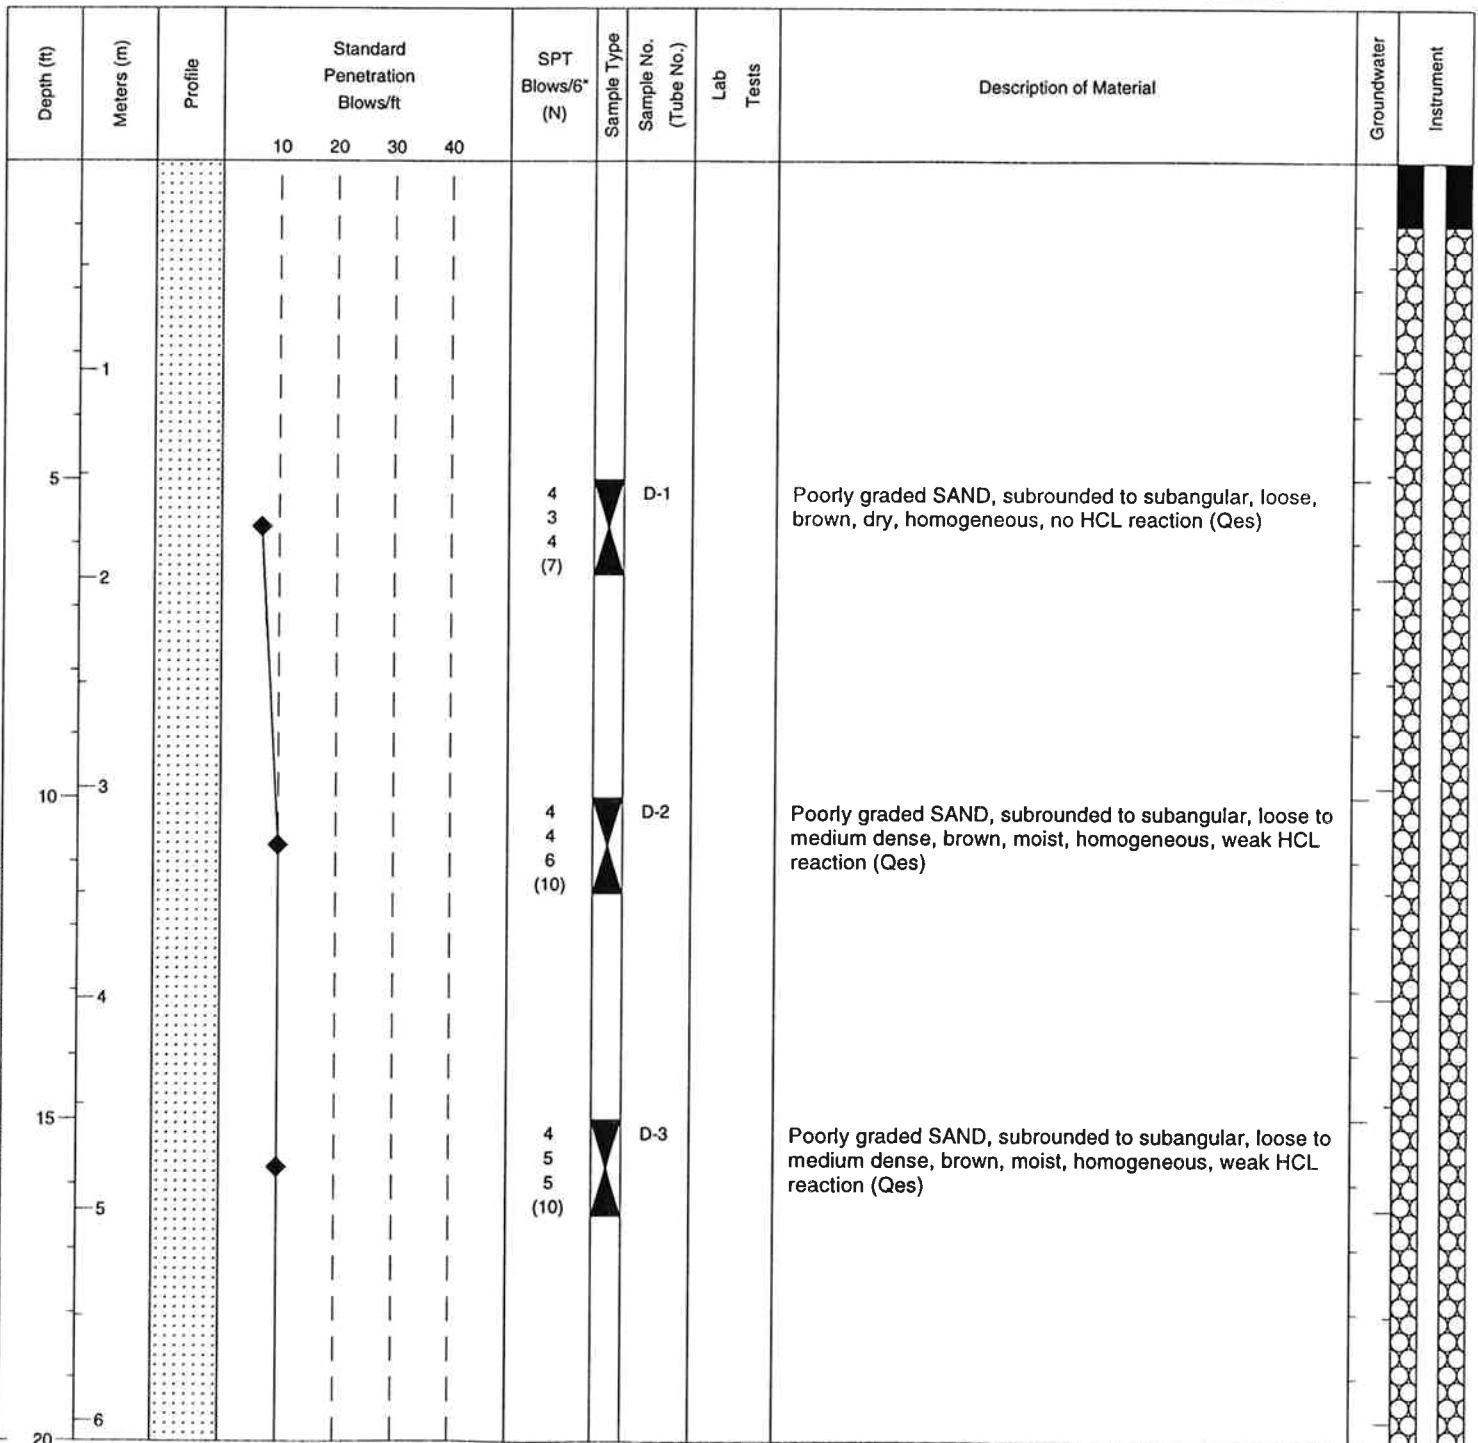 Depth (ft)
Meters (m)
Profile
Standard
Penetration
Blows/ft
10 20 30 40
SPT
Blows/6"
(N)
Sample Type
Sample No.
(Tube No.)
Lab
Tests
Description of Material
Groundwater
Instrument
1
5
4
3
4
(7)
D-1
Poorly graded SAND, subrounded to subangular, loose,
brown, dry, homogeneous, no HCL reaction (Qes)
2
3
10
4
4
6
(10)
D-2
Poorly graded SAND, subrounded to subangular, loose to
medium dense, brown, moist, homogeneous, weak HCL
reaction (Qes)
4
15
4
5
5
(10)
D-3
Poorly graded SAND, subrounded to subangular, loose to
medium dense, brown, moist, homogeneous, weak HCL
reaction (Qes)
5
6
20